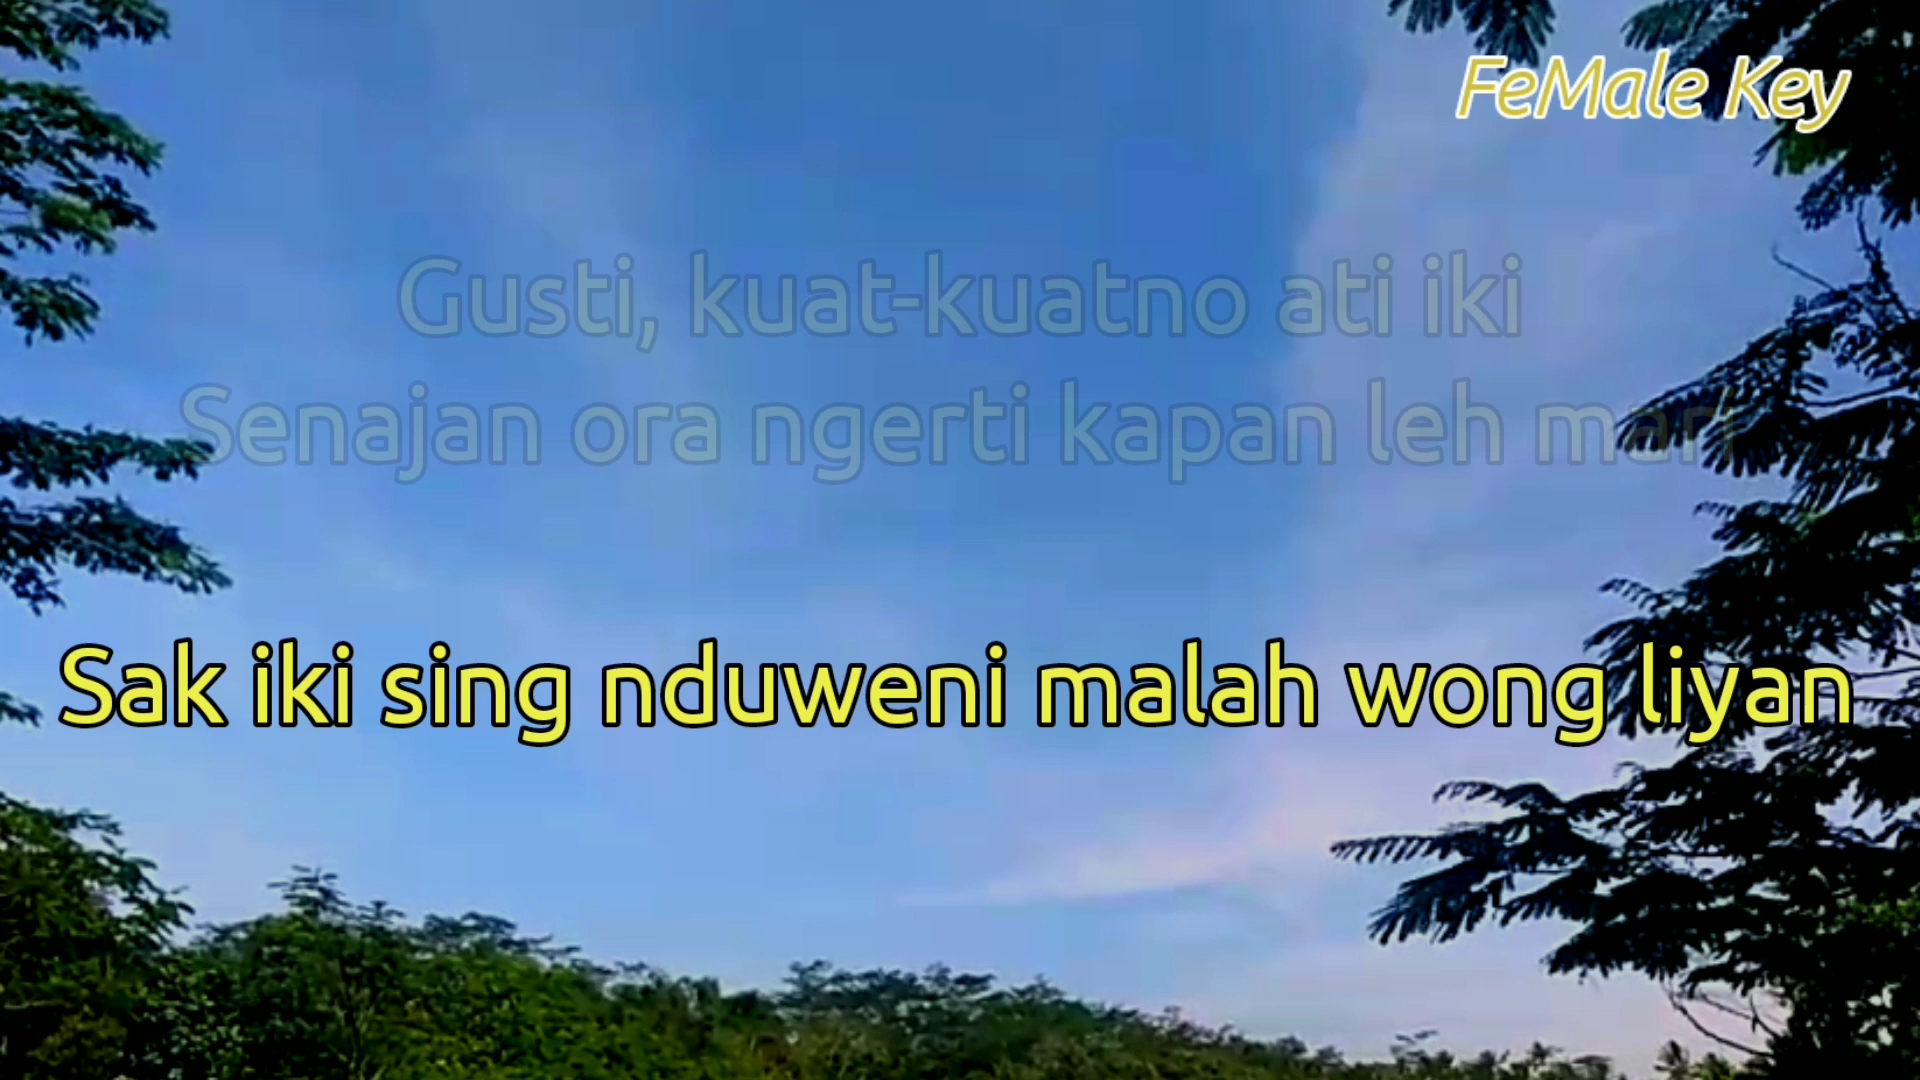 FeMale Key
Gusti, kuat-kuatno ati iki
Senajan ora ngerti kapan leh mari
Sak iki sing nduweni malah wong liyan